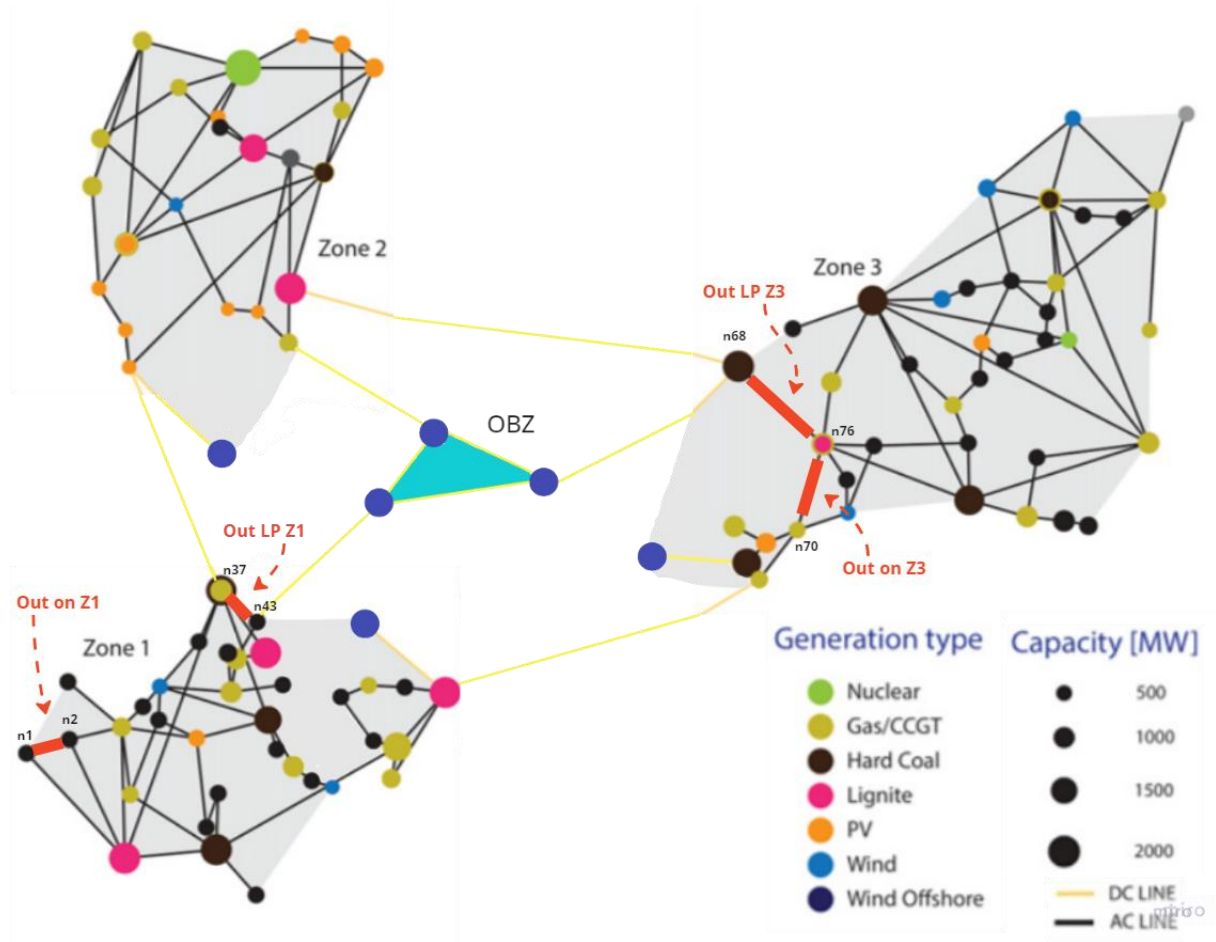 Zone 2
OBZ
Zone 3
Out LP Z3
n68
n76
n70
Out on Z3
Out LP Z1
n37
n43
Out on Z1
Zone 1
n1
n2
Generation type
Nuclear
Gas/CCGT
Hard Coal
Lignite
PV
Wind
Wind Offshore
Capacity [MW]
500
1000
1500
2000
DC LINE
AC LINE
miro